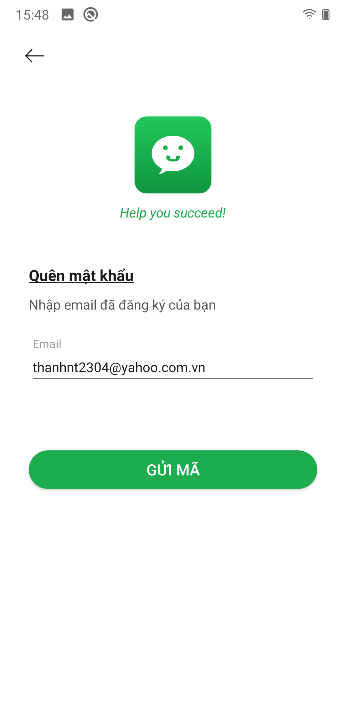 15:48
Help you succeed!
Quên mật khẩu
Nhập email đã đăng ký của bạn
Email
thanhnt2304@yahoo.com.vn
GỬI MÃ